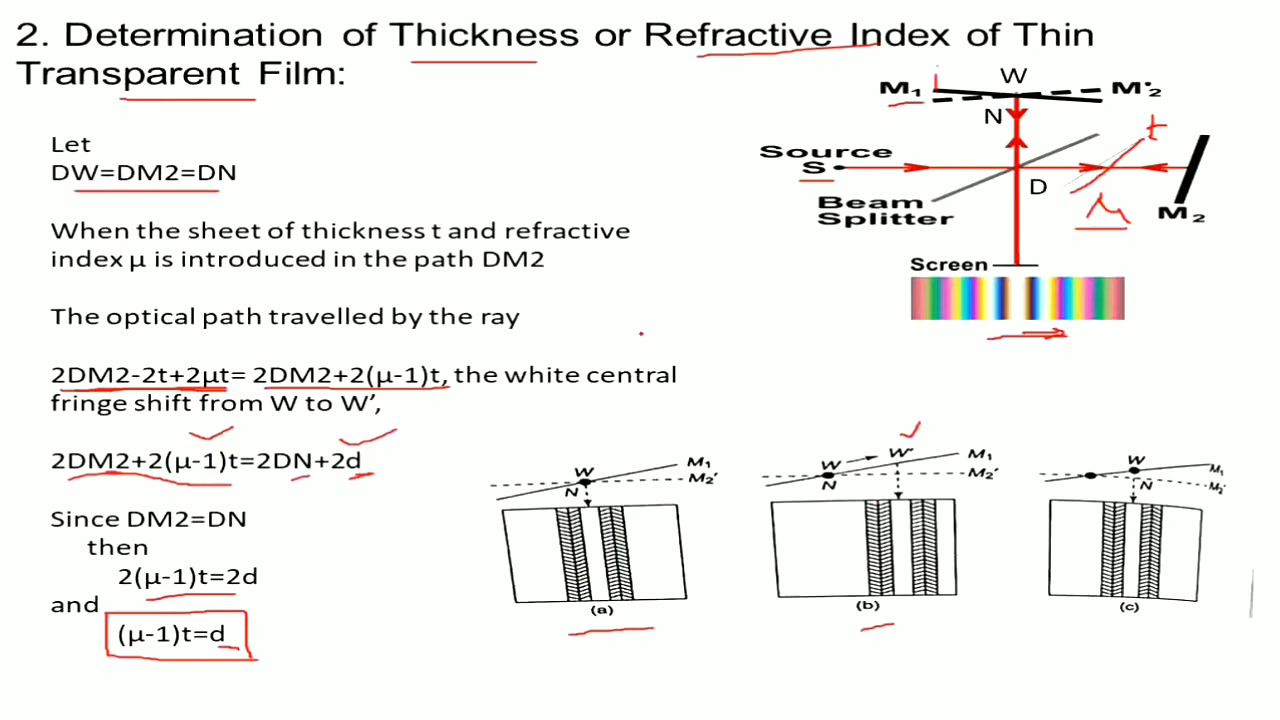 2. Determination of Thickness or Refractive Index of Thin
Transparent Film:
Let
DW=DM2=DN
When the sheet of thickness t and refractive
index μ is introduced in the path DM2
The optical path travelled by the ray
2DM2-2t+2μt= 2DM2+2(μ-1)t, the white central
fringe shift from W to W’,
2DM2+2(μ-1)t=2DN+2d
Since DM2=DN
then
2(μ-1)t=2d
and
(μ-1)t=d
W
M1
M'2
N
t
Source
S
D
μ
Beam
Splitter
M2
Screen
W
M1
M2'
N
(a)
W
W'
M1
M2'
N
(b)
W
M1
N
M2'
(c)